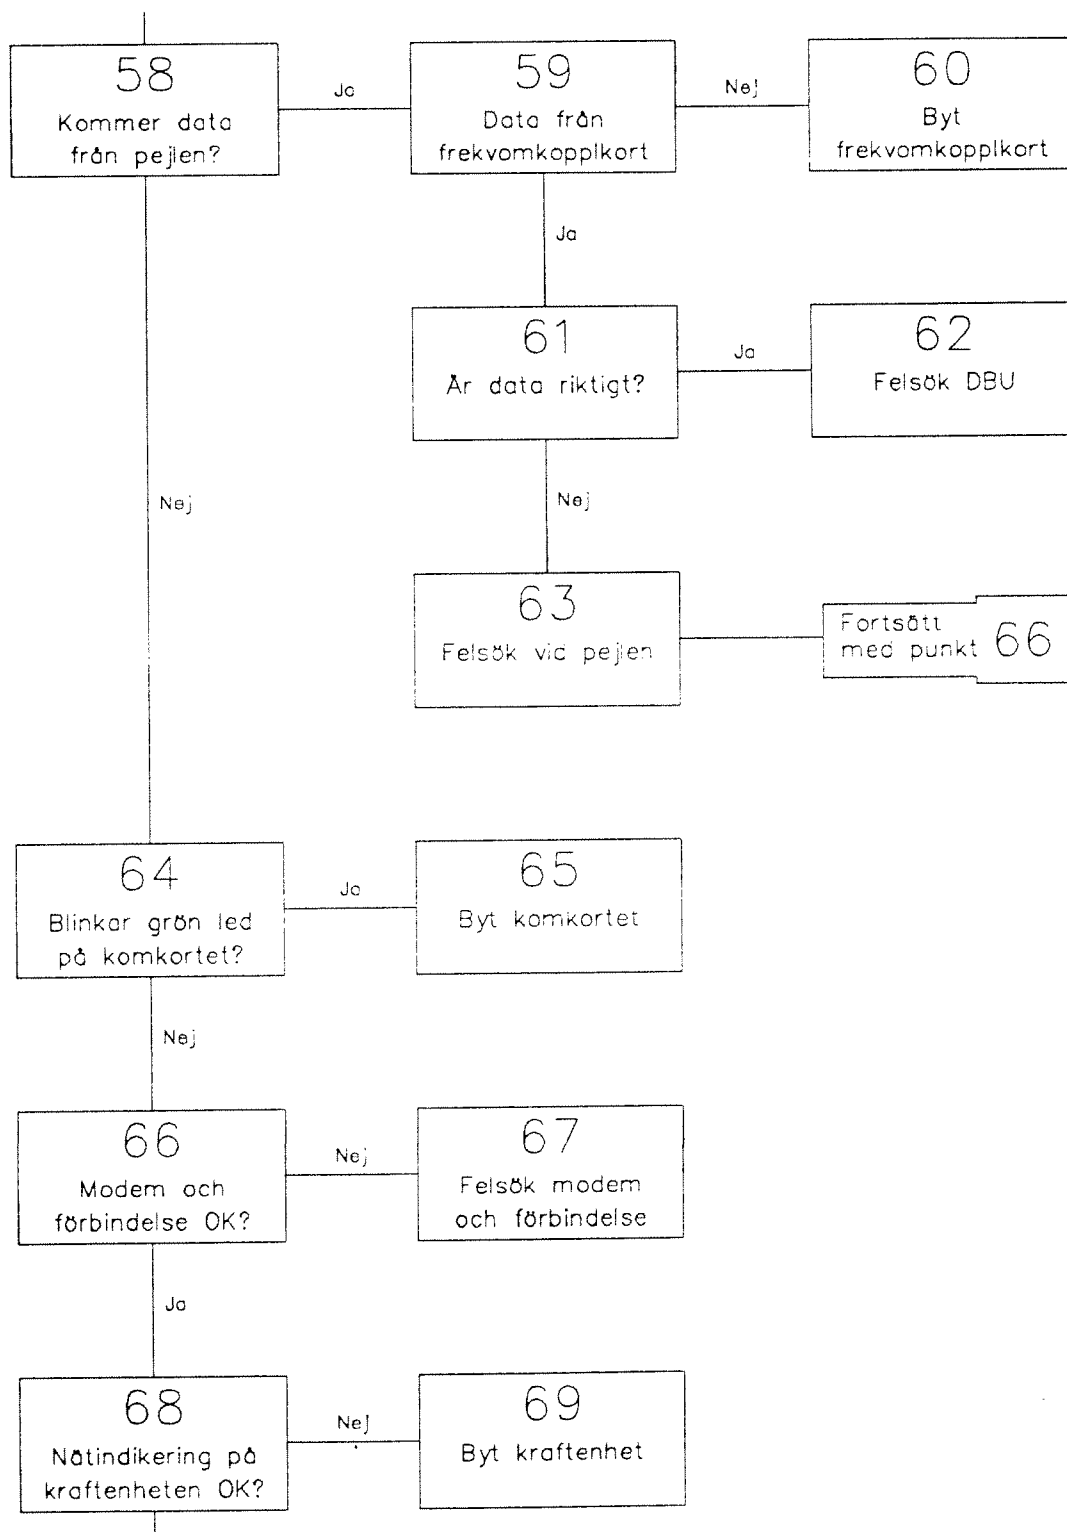 58
Kommer data
från pejlen?
Ja
59
Data från
frekvomkopplkort
Nej
60
Byt
frekvomkopplkort
Ja
61
Är data riktigt?
Ja
62
Felsök DBU
Nej
Nej
63
Felsök vid pejlen
Fortsätt
med punkt 66
64
Blinkar grön led
på komkortet?
Ja
65
Byt komkortet
Nej
66
Modem och
förbindelse OK?
Nej
67
Felsök modem
och förbindelse
Ja
68
Nätindikering på
kraftenheten OK?
Nej
69
Byt kraftenhet